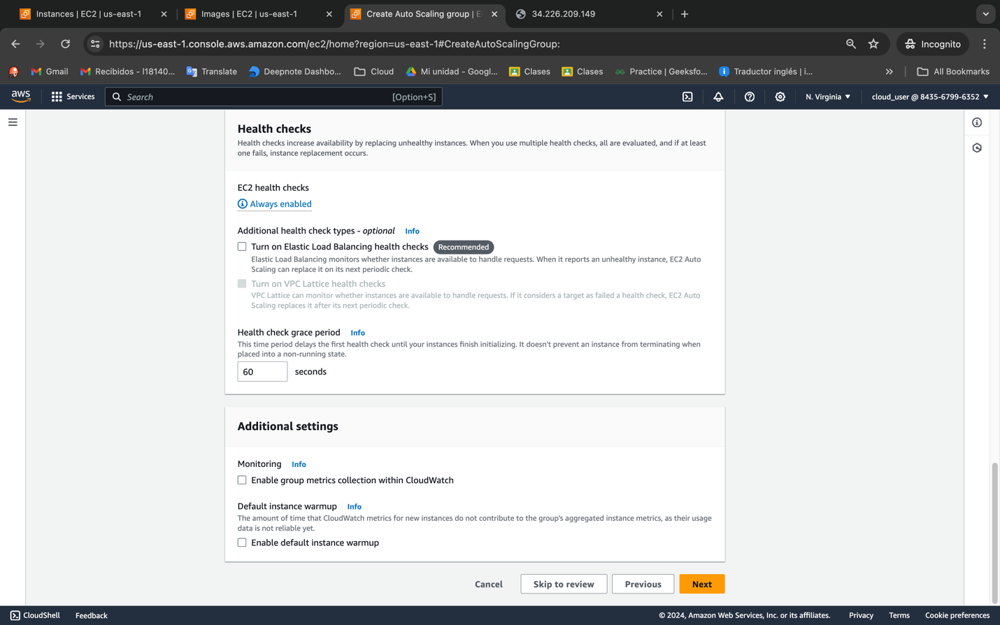 Instances | EC2 | us-east-1
Images | EC2 | us-east-1
Create Auto Scaling group | E
34.226.209.149
https://us-east-1.console.aws.amazon.com/ec2/home?region=us-east-1#CreateAutoScalingGroup:
Incognito
Gmail
Recibidos - l18140...
Translate
Deepnote Dashbo...
Cloud
Mi unidad - Googl...
Clases
Clases
Practice | Geeksfo...
Traductor inglés | i...
All Bookmarks
aws
Services
Search
[Option+S]
N. Virginia
cloud_user @ 8435-6799-6352
Health checks
Health checks increase availability by replacing unhealthy instances. When you use multiple health checks, all are evaluated, and if at least
one fails, instance replacement occurs.
EC2 health checks
Always enabled
Additional health check types - optional
Info
Turn on Elastic Load Balancing health checks
Recommended
Elastic Load Balancing monitors whether instances are available to handle requests. When it reports an unhealthy instance, EC2 Auto
Scaling can replace it on its next periodic check.
Turn on VPC Lattice health checks
VPC Lattice can monitor whether instances are available to handle requests. If it considers a target as failed a health check, EC2 Auto
Scaling replaces it after its next periodic check.
Health check grace period
Info
This time period delays the first health check until your instances finish initializing. It doesn't prevent an instance from terminating when
placed into a non-running state.
60
seconds
Additional settings
Monitoring
Info
Enable group metrics collection within CloudWatch
Default instance warmup
Info
The amount of time that CloudWatch metrics for new instances do not contribute to the group's aggregated instance metrics, as their usage
data is not reliable yet.
Enable default instance warmup
Cancel
Skip to review
Previous
Next
CloudShell
Feedback
© 2024, Amazon Web Services, Inc. or its affiliates.
Privacy
Terms
Cookie preferences